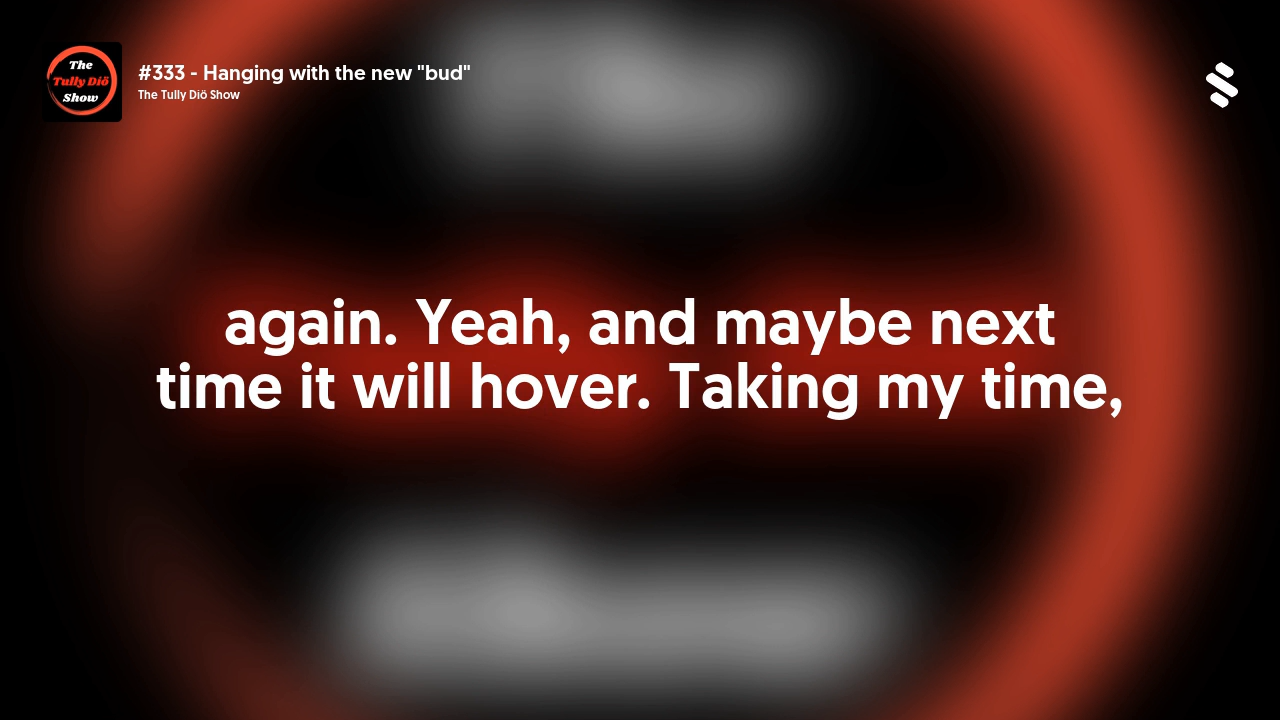 The
Tully Diö
Show
#333 - Hanging with the new "bud"
The Tully Diö Show
again. Yeah, and maybe next
time it will hover. Taking my time,